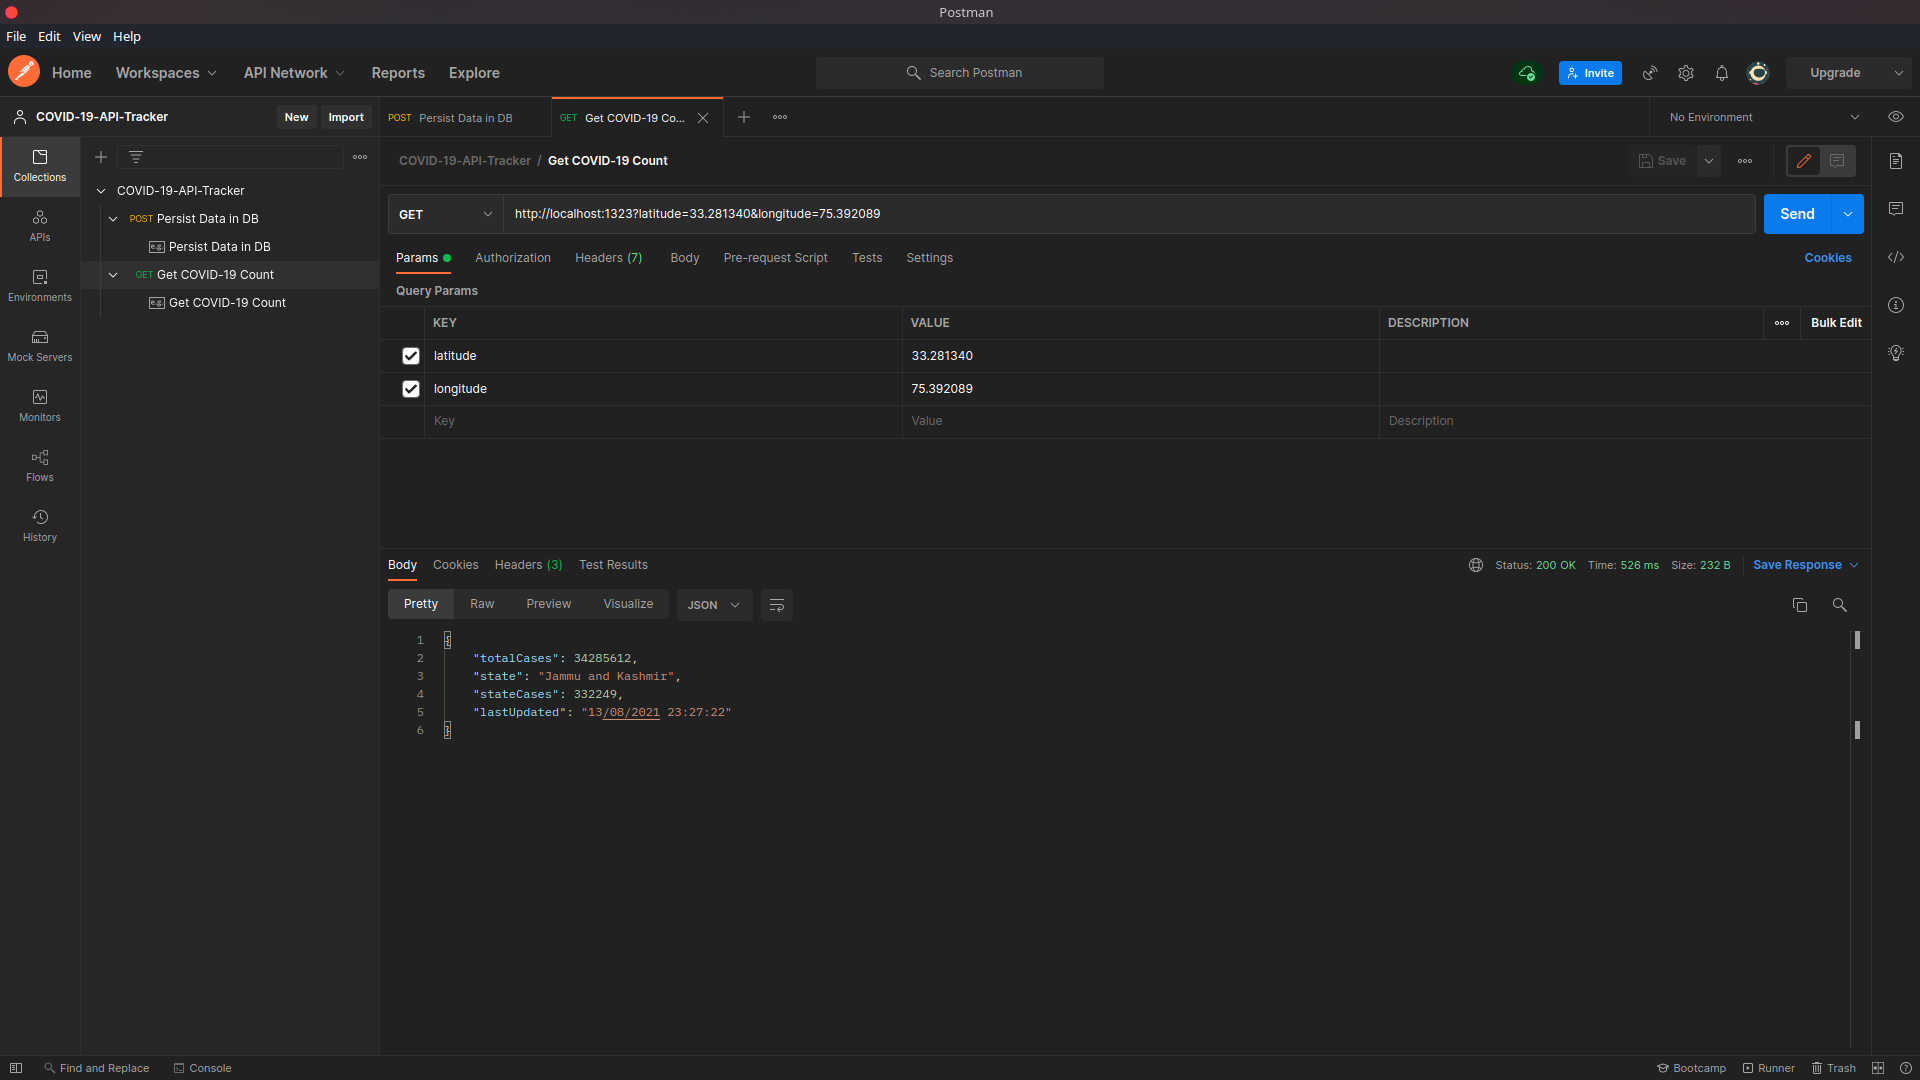 Postman
File Edit View Help
Home Workspaces API Network Reports Explore Search Postman Invite Upgrade
COVID-19-API-Tracker New Import POST Persist Data in DB GET Get COVID-19 Co... No Environment
COVID-19-API-Tracker / Get COVID-19 Count Save
Collections
APIs
Environments
Mock Servers
Monitors
Flows
History
COVID-19-API-Tracker
POST Persist Data in DB
e.g. Persist Data in DB
GET Get COVID-19 Count
e.g. Get COVID-19 Count
GET http://localhost:1323?latitude=33.281340&longitude=75.392089 Send
Params Authorization Headers (7) Body Pre-request Script Tests Settings Cookies
Query Params
KEY VALUE DESCRIPTION Bulk Edit
latitude 33.281340
longitude 75.392089
Key Value Description
Body Cookies Headers (3) Test Results Status: 200 OK Time: 526 ms Size: 232 B Save Response
Pretty Raw Preview Visualize JSON
1 {
2 "totalCases": 34285612,
3 "state": "Jammu and Kashmir",
4 "stateCases": 332249,
5 "lastUpdated": "13/08/2021 23:27:22"
6 }
Find and Replace Console Bootcamp Runner Trash